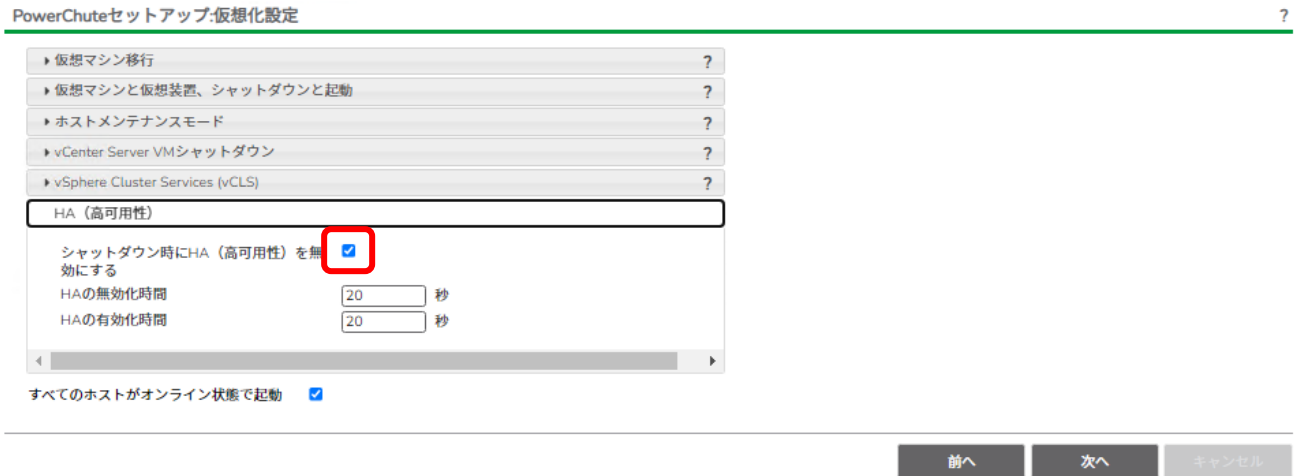 PowerChuteセットアップ:仮想化設定 ?
仮想マシン移行 ?
仮想マシンと仮想装置、シャットダウンと起動 ?
ホストメンテナンスモード ?
vCenter Server VMシャットダウン ?
vSphere Cluster Services (vCLS) ?
HA（高可用性）
シャットダウン時にHA（高可用性）を無
効にする
HAの無効化時間 20 秒
HAの有効化時間 20 秒
すべてのホストがオンライン状態で起動
前へ 次へ キャンセル